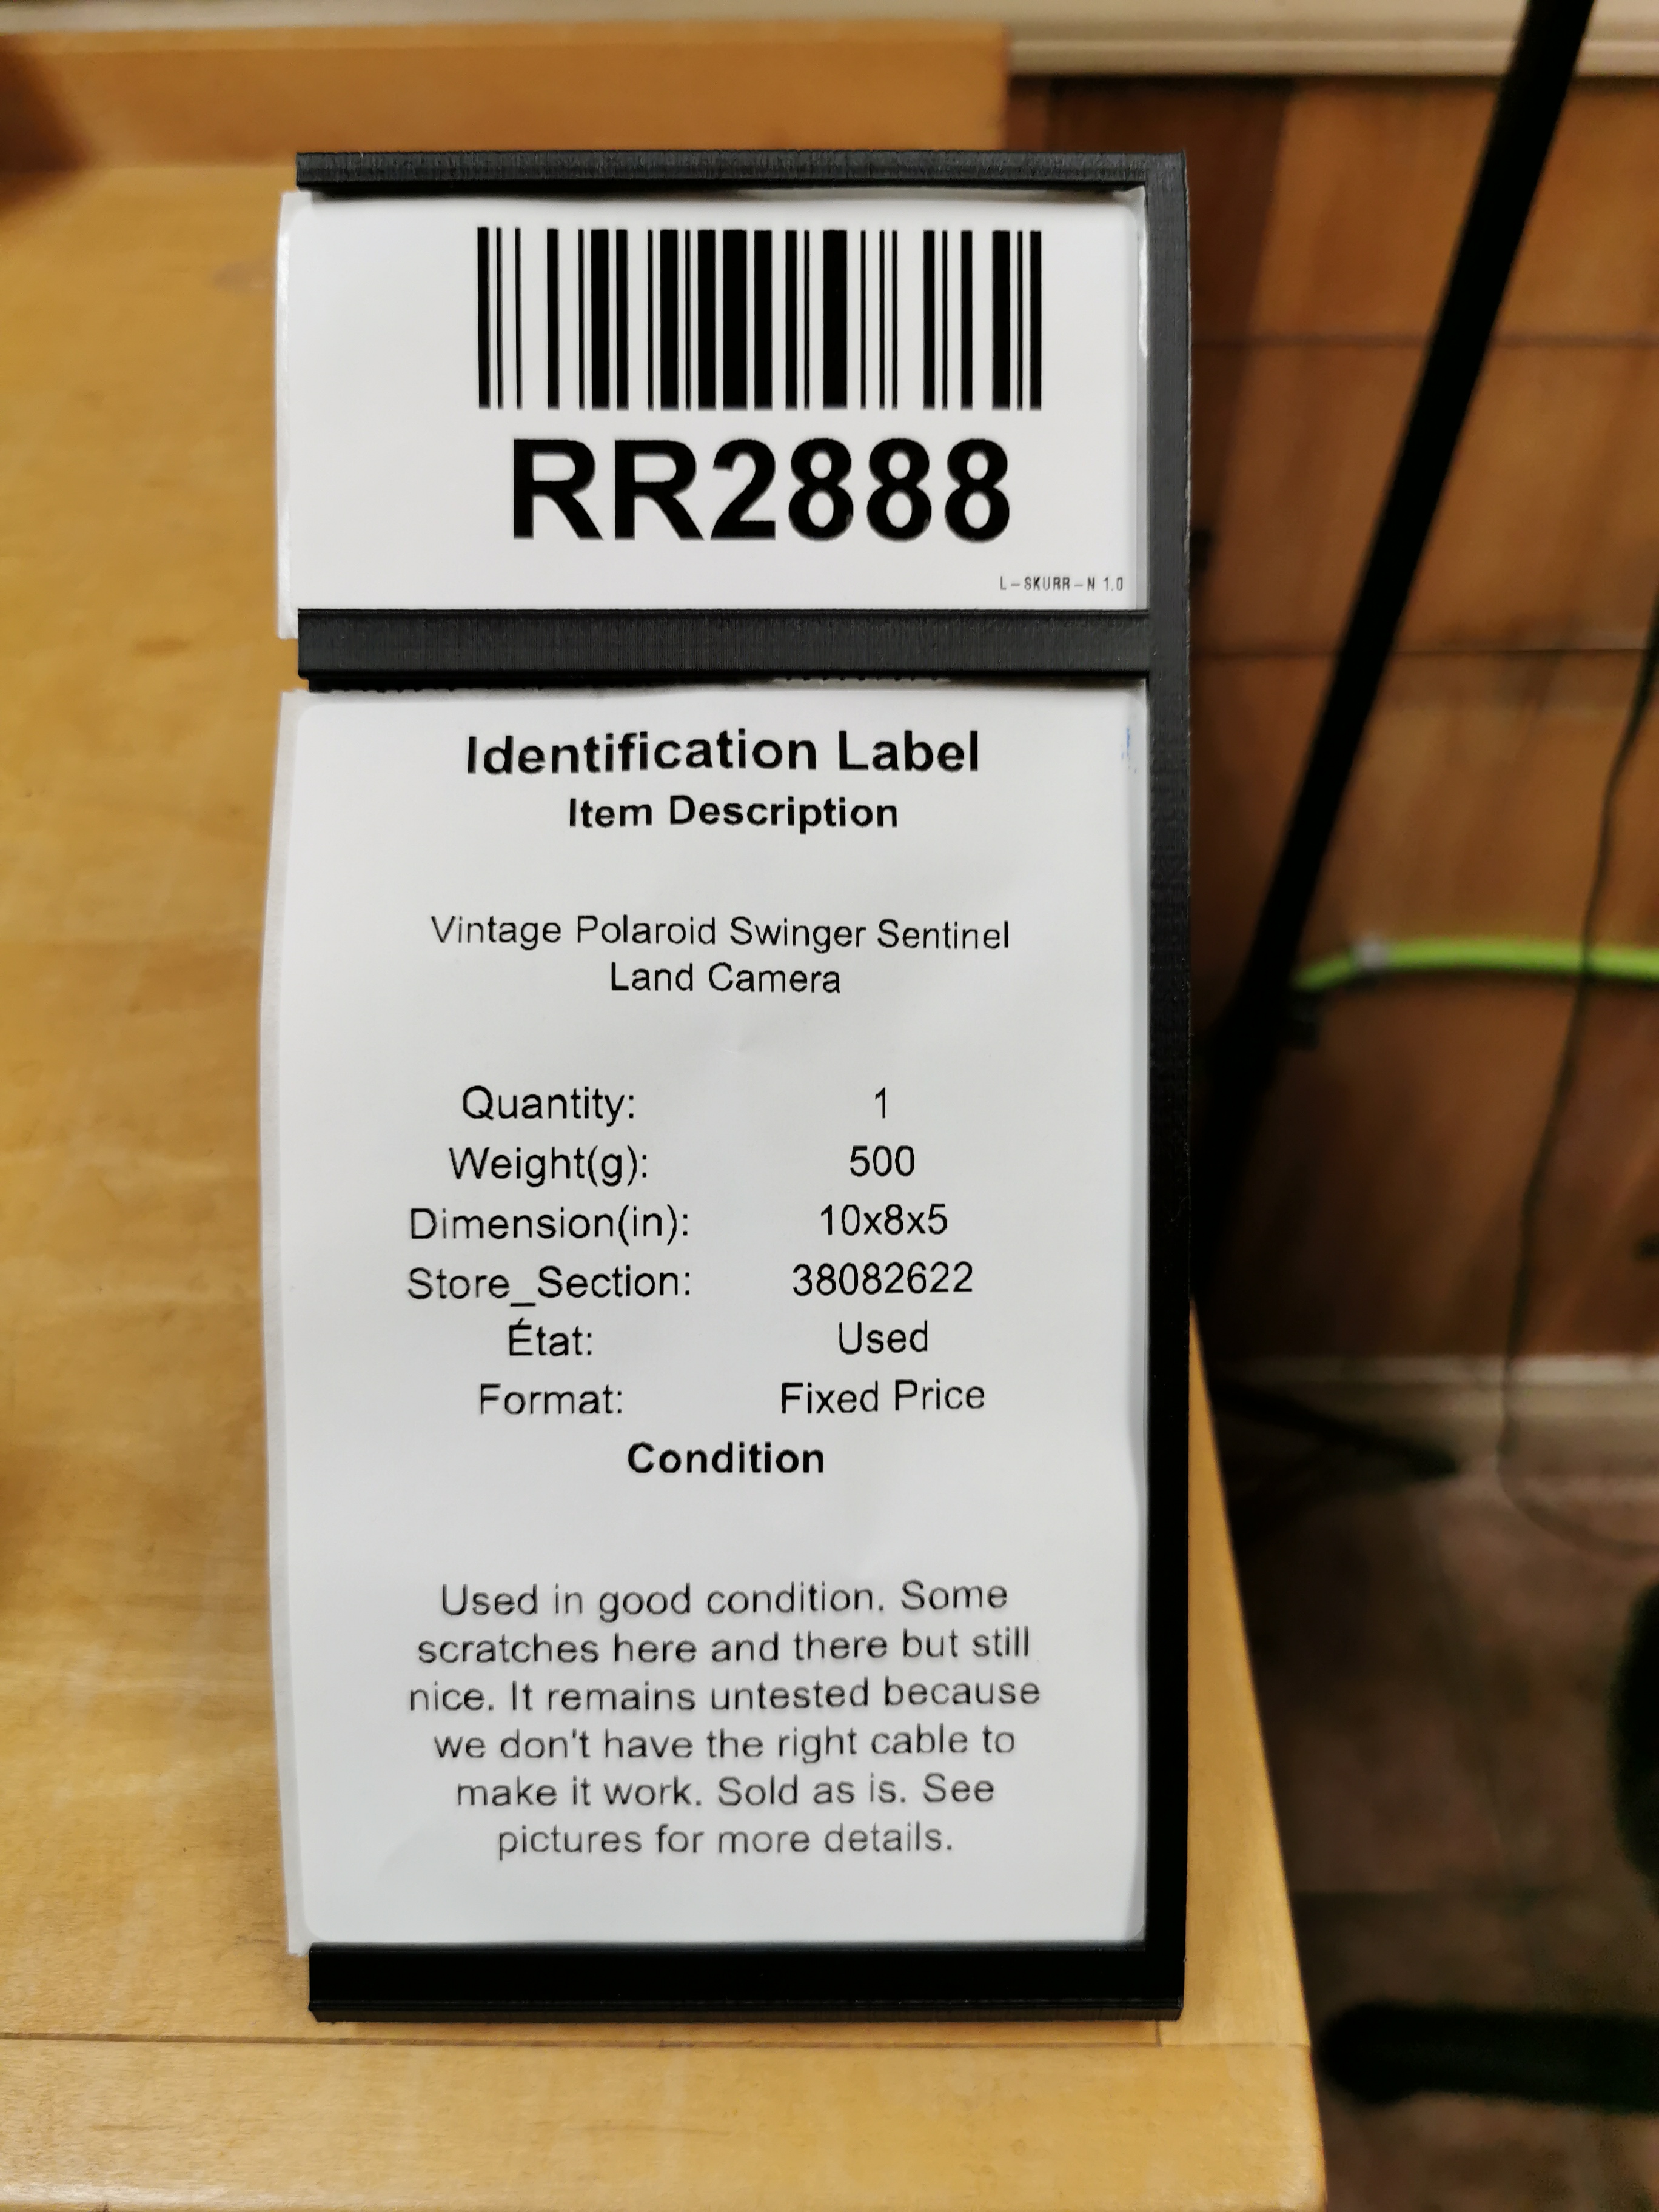 RR2888
L-SKURR-N 1.0
Identification Label
Item Description
Vintage Polaroid Swinger Sentinel
Land Camera
Quantity: 1
Weight(g): 500
Dimension(in): 10x8x5
Store_Section: 38082622
État: Used
Format: Fixed Price
Condition
Used in good condition. Some
scratches here and there but still
nice. It remains untested because
we don't have the right cable to
make it work. Sold as is. See
pictures for more details.